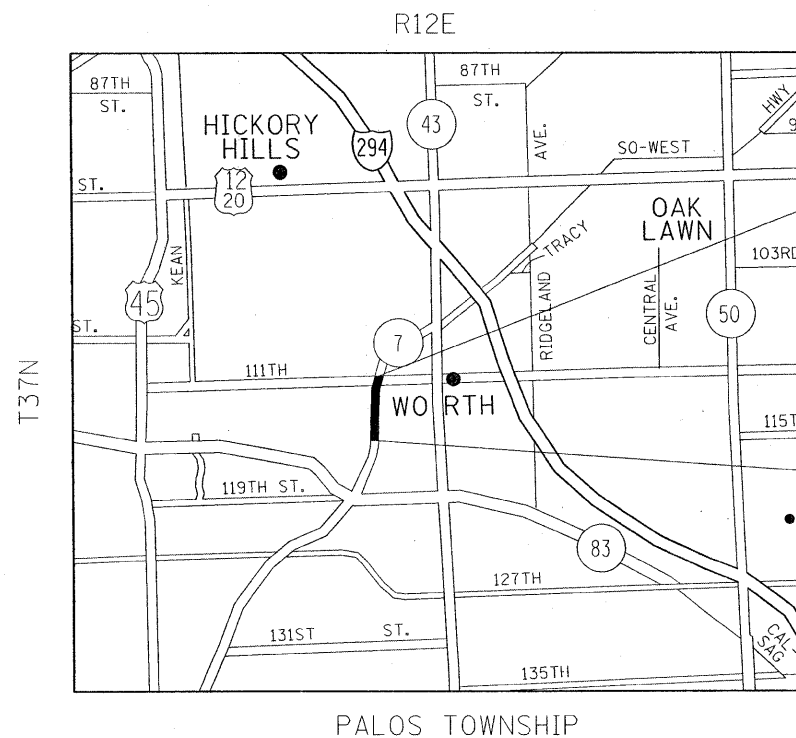 R12E
87TH
ST.
87TH
ST.
HWY
9
43
HICKORY
HILLS
294
AVE.
SO-WEST
ST.
12
20
OAK
LAWN
KEAN
TRACY
103RD
45
CENTRAL
AVE.
50
RIDGELAND
ST.
7
T37N
111TH
WORTH
115T
119TH ST.
83
127TH
131ST ST.
CAL
SAG
135TH
PALOS TOWNSHIP